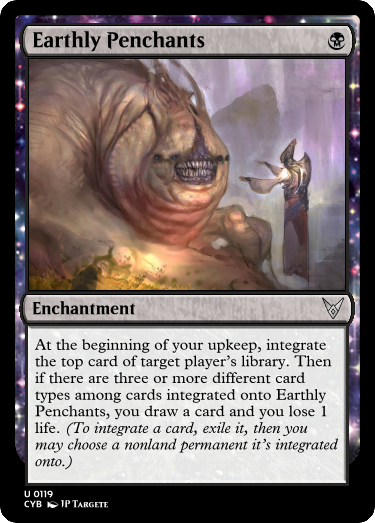 Earthly Penchants
Enchantment
At the beginning of your upkeep, integrate
the top card of target player's library. Then
if there are three or more different card
types among cards integrated onto Earthly
Penchants, you draw a card and you lose 1
life. (To integrate a card, exile it, then you
may choose a nonland permanent it's integrated
onto.)
U 0119
CYB JP Targete